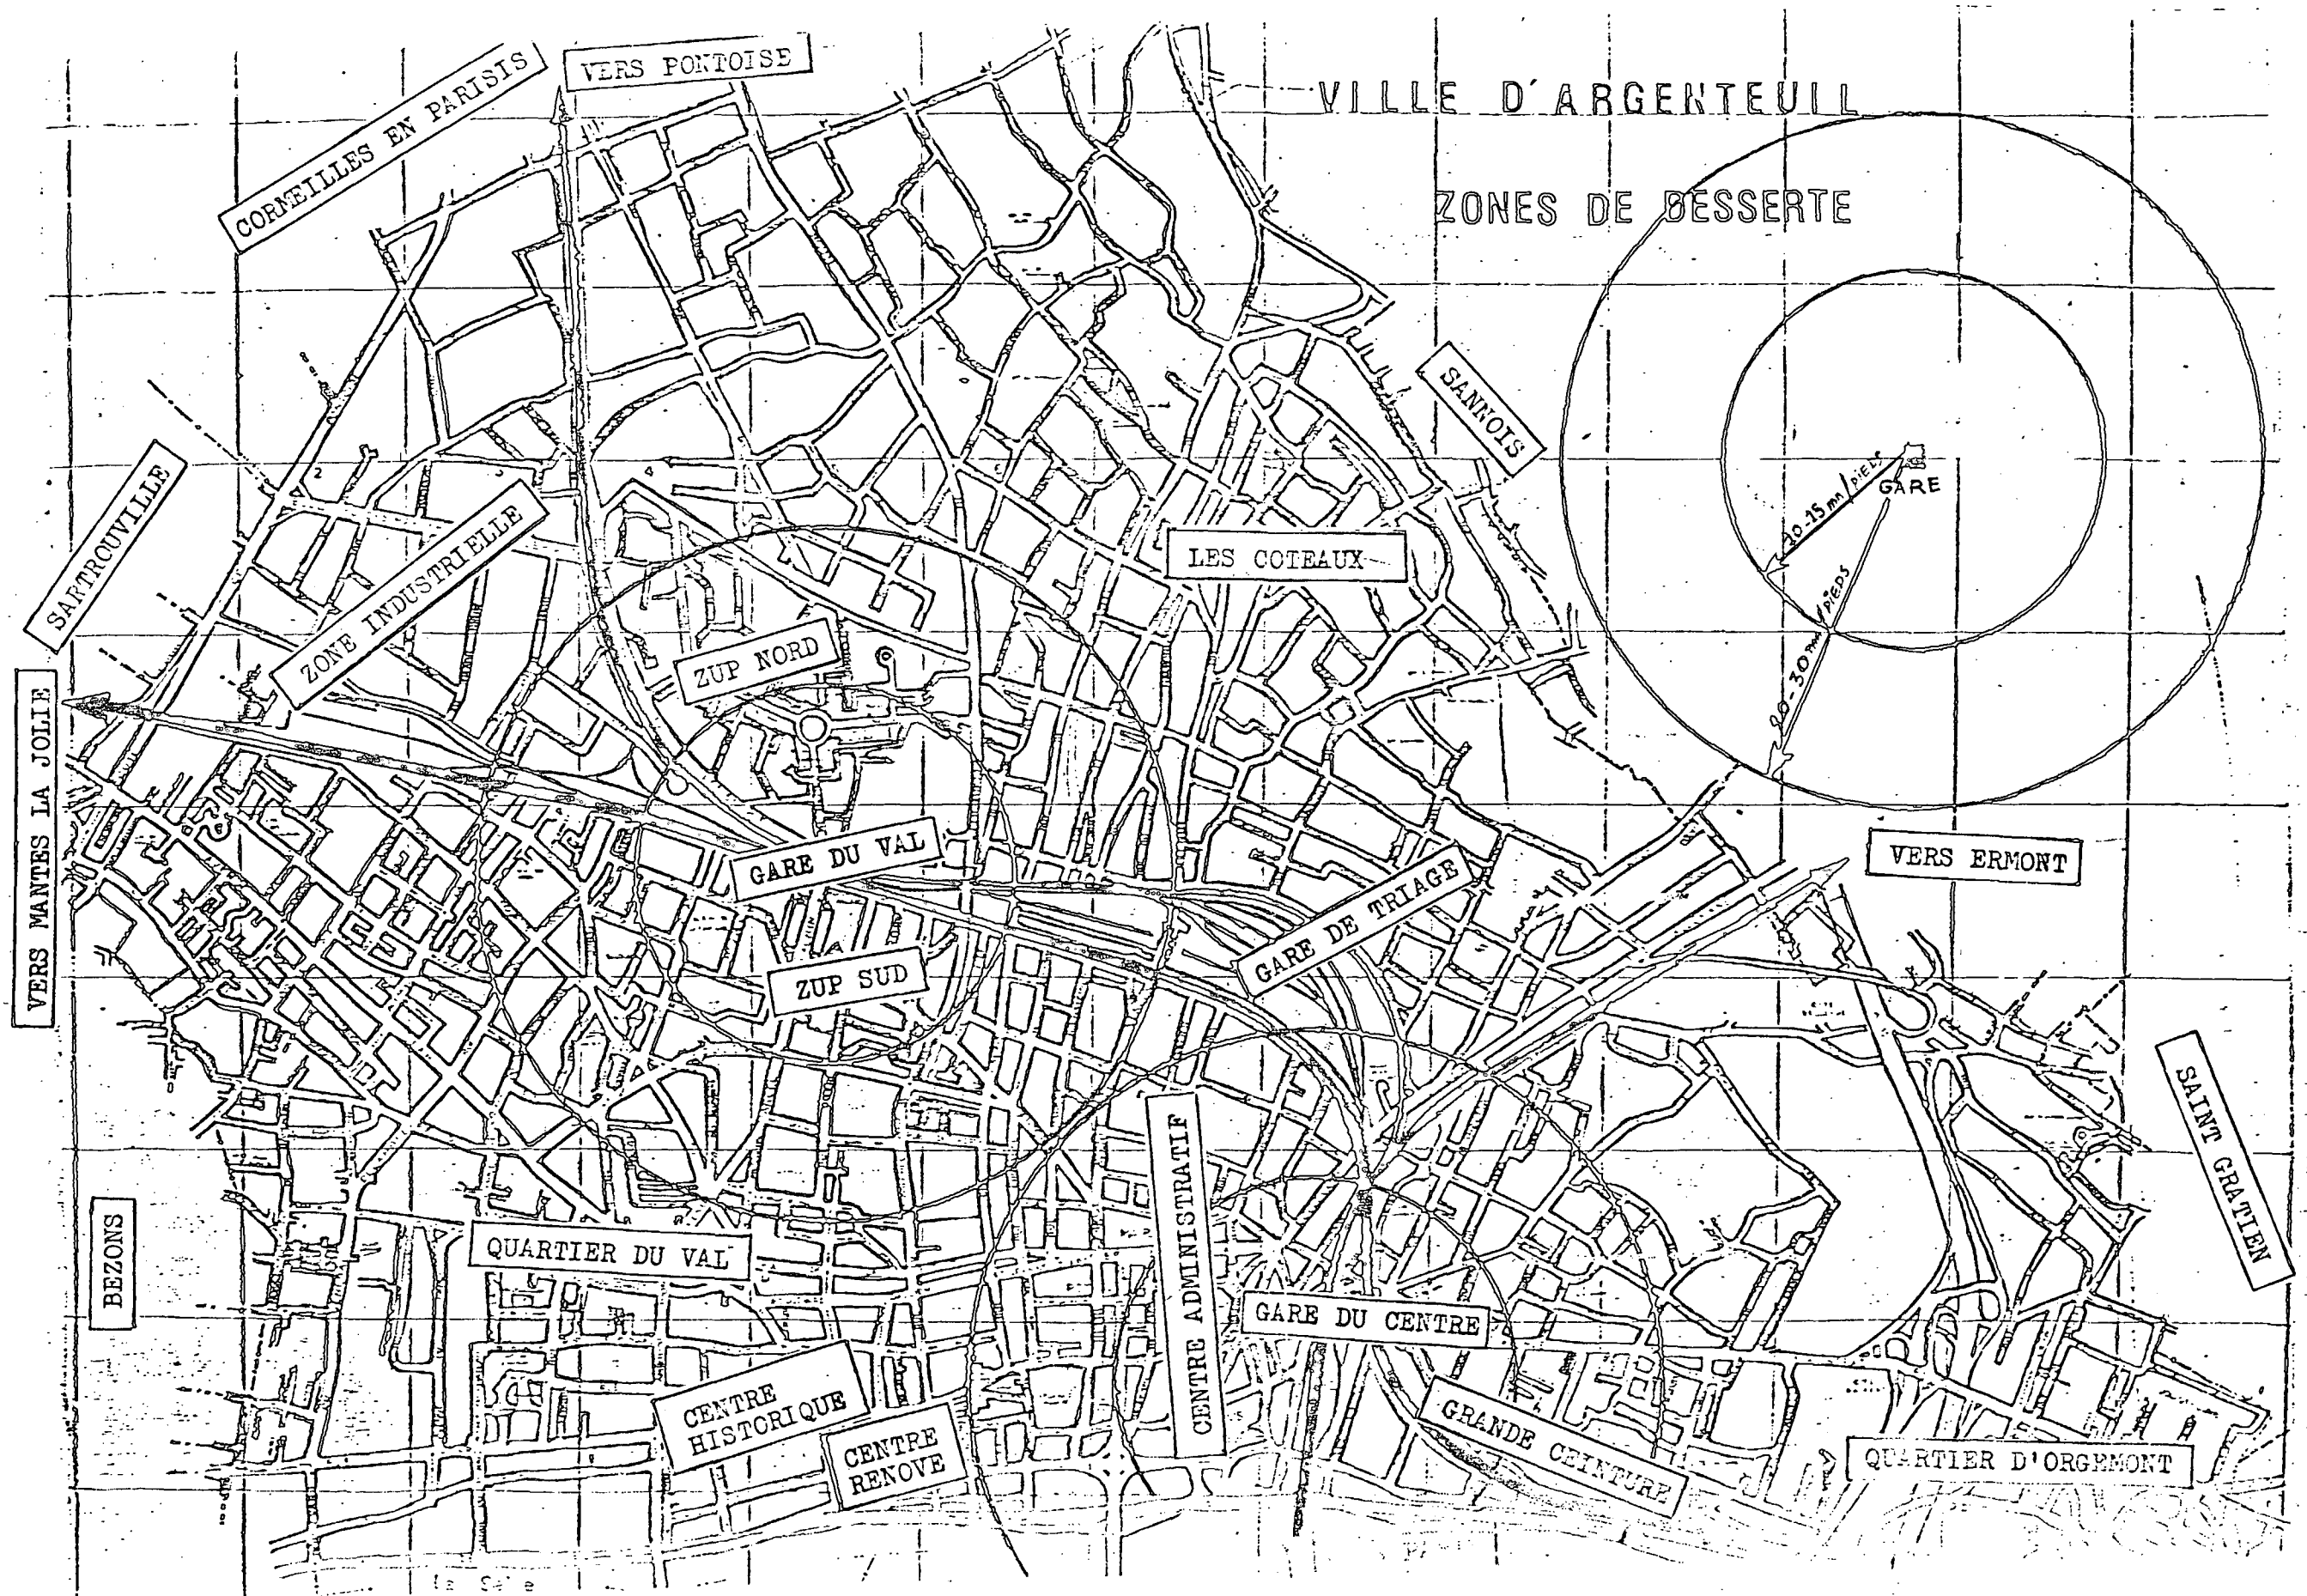 VILLE D'ARGENTEUIL
ZONES DE DESSERTE
VERS PONTOISE
CORMEILLES EN PARISIS
SANNOIS
SARTROUVILLE
ZONE INDUSTRIELLE
LES COTEAUX
ZUP NORD
VERS MANTES LA JOLIE
GARE
10-15 mn/PIEDS
20-30 mn/PIEDS
GARE DU VAL
VERS ERMONT
GARE DE TRIAGE
ZUP SUD
SAINT GRATIEN
BEZONS
QUARTIER DU VAL
CENTRE ADMINISTRATIF
GARE DU CENTRE
CENTRE
HISTORIQUE
CENTRE
RENOVE
GRANDE CEINTURE
QUARTIER D'ORGEMONT
2
4